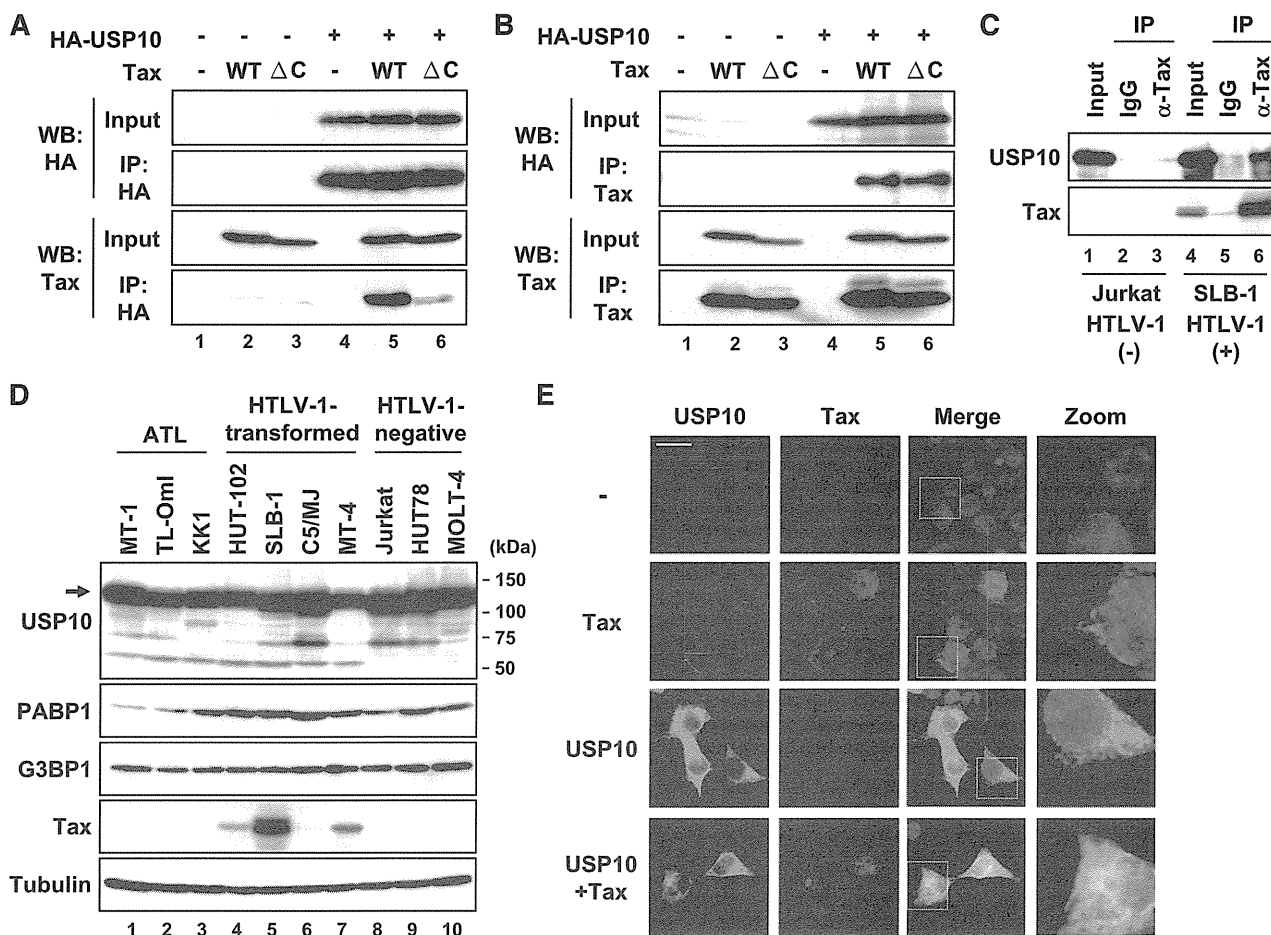 A
HA-USP10 - - - + + +
Tax - WT ΔC - WT ΔC
WB: HA
Input
IP: HA
WB: Tax
Input
IP: HA
1 2 3 4 5 6
B
HA-USP10 - - - + + +
Tax - WT ΔC - WT ΔC
WB: HA
Input
IP: Tax
WB: Tax
Input
IP: Tax
1 2 3 4 5 6
C
IP IP
Input IgG α-Tax Input IgG α-Tax
USP10
Tax
1 2 3 4 5 6
Jurkat SLB-1
HTLV-1 HTLV-1
(-) (+)
D
ATL
HTLV-1-transformed
HTLV-1-negative
MT-1 TL-OmI KK1 HUT-102 SLB-1 C5/MJ MT-4 Jurkat HUT78 MOLT-4
(kDa)
- 150
- 100
- 75
- 50
USP10
PABP1
G3BP1
Tax
Tubulin
1 2 3 4 5 6 7 8 9 10
E
USP10 Tax Merge Zoom
-
Tax
USP10
USP10
+Tax